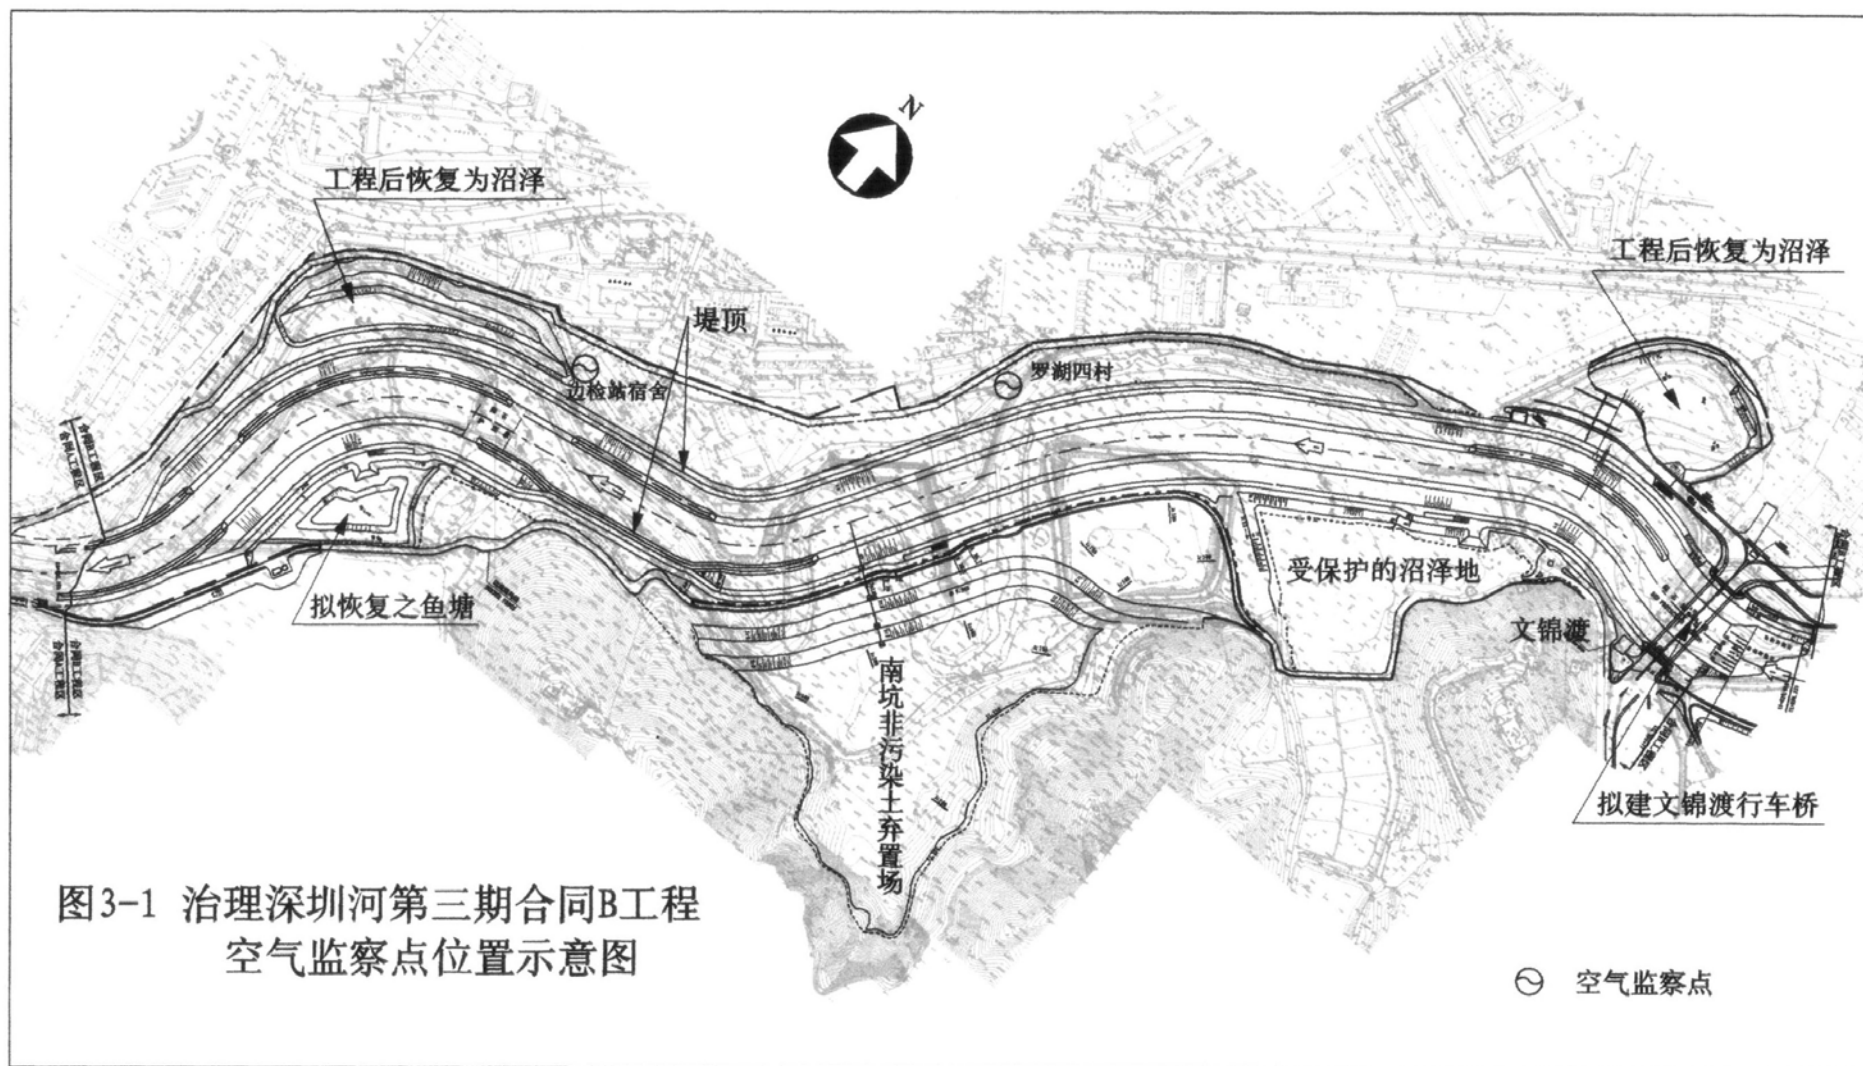 N
工程后恢复为沼泽
工程后恢复为沼泽
堤顶
罗湖四村
边检站宿舍
受保护的沼泽地
拟恢复之鱼塘
文锦渡
南坑非污染土弃置场
拟建文锦渡行车桥
图3-1 治理深圳河第三期合同B工程
空气监察点位置示意图
空气监察点